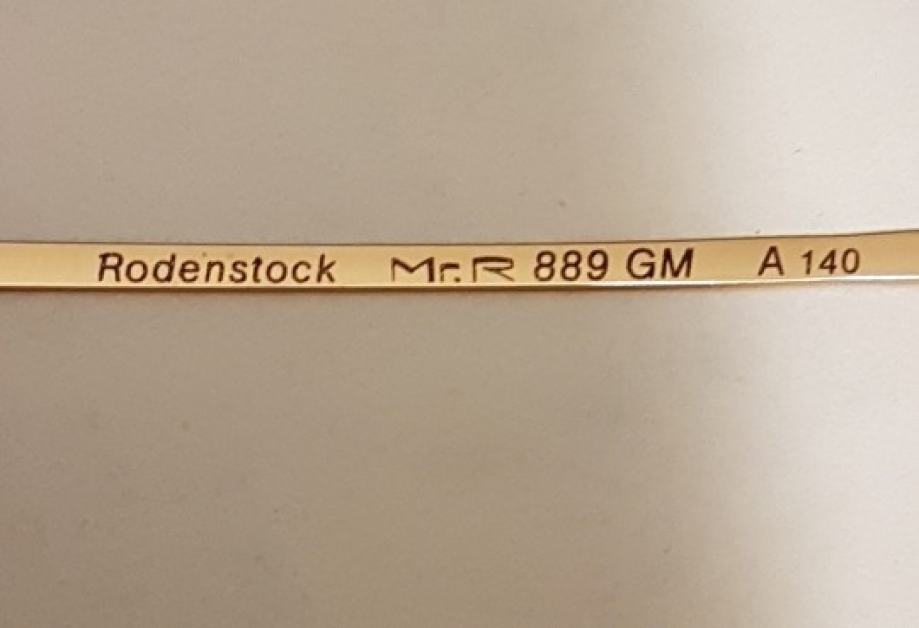 Rodenstock Mr. R 889 GM A 140